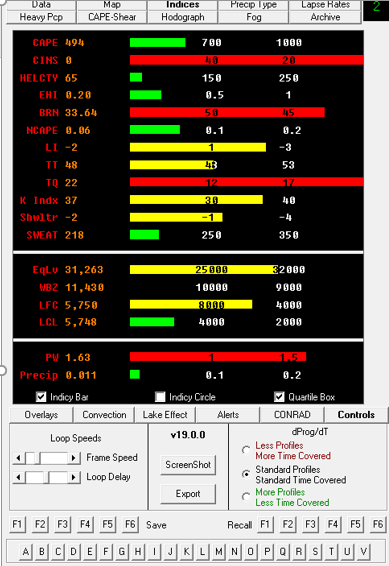 Data Map Indices Precip Type Lapse Rates
Heavy Pcp CAPE-Shear Hodograph Fog Archive
2
CAPE 494 700 1000
CINS 0 40 20
HELCTV 65 150 250
EHI 0.20 0.5 1
BRN 33.64 50 45
NCAPE 0.06 0.1 0.2
LI -2 1 -3
TT 48 43 53
TQ 22 12 17
K Indx 37 30 40
Shwltr -2 -1 -4
SWEAT 218 250 350
EqLv 31,263 25000 32000
WBZ 11,430 10000 9000
LFC 5,750 8000 4000
LCL 5,748 4000 2000
PW 1.63 1 1.5
Precip 0.011 0.1 0.2
Indicy Bar Indicy Circle Quartile Box
Overlays Convection Lake Effect Alerts CONRAD Controls
Loop Speeds
Frame Speed
Loop Delay
v19.0.0
ScreenShot
Export
dProg/dT
Less Profiles
More Time Covered
Standard Profiles
Standard Time Covered
More Profiles
Less Time Covered
F1 F2 F3 F4 F5 F6 Save Recall F1 F2 F3 F4 F5 F6
A B C D E F G H I J K L M N O P Q R S T U V